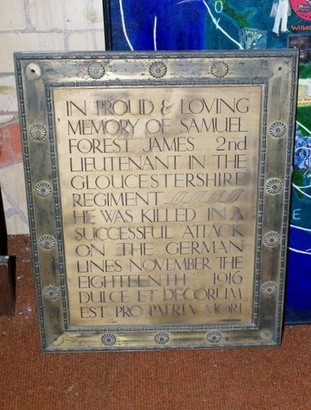 IN PROUD & LOVING
MEMORY OF SAMUEL
FOREST JAMES 2nd
LIEUTENANT IN THE
GLOUCESTERSHIRE
REGIMENT
HE WAS KILLED IN A
SUCCESSFUL ATTACK
ON THE GERMAN
LINES NOVEMBER THE
EIGHTEENTH 1916
DULCE ET DECORUM
EST PRO PATRIA MORI